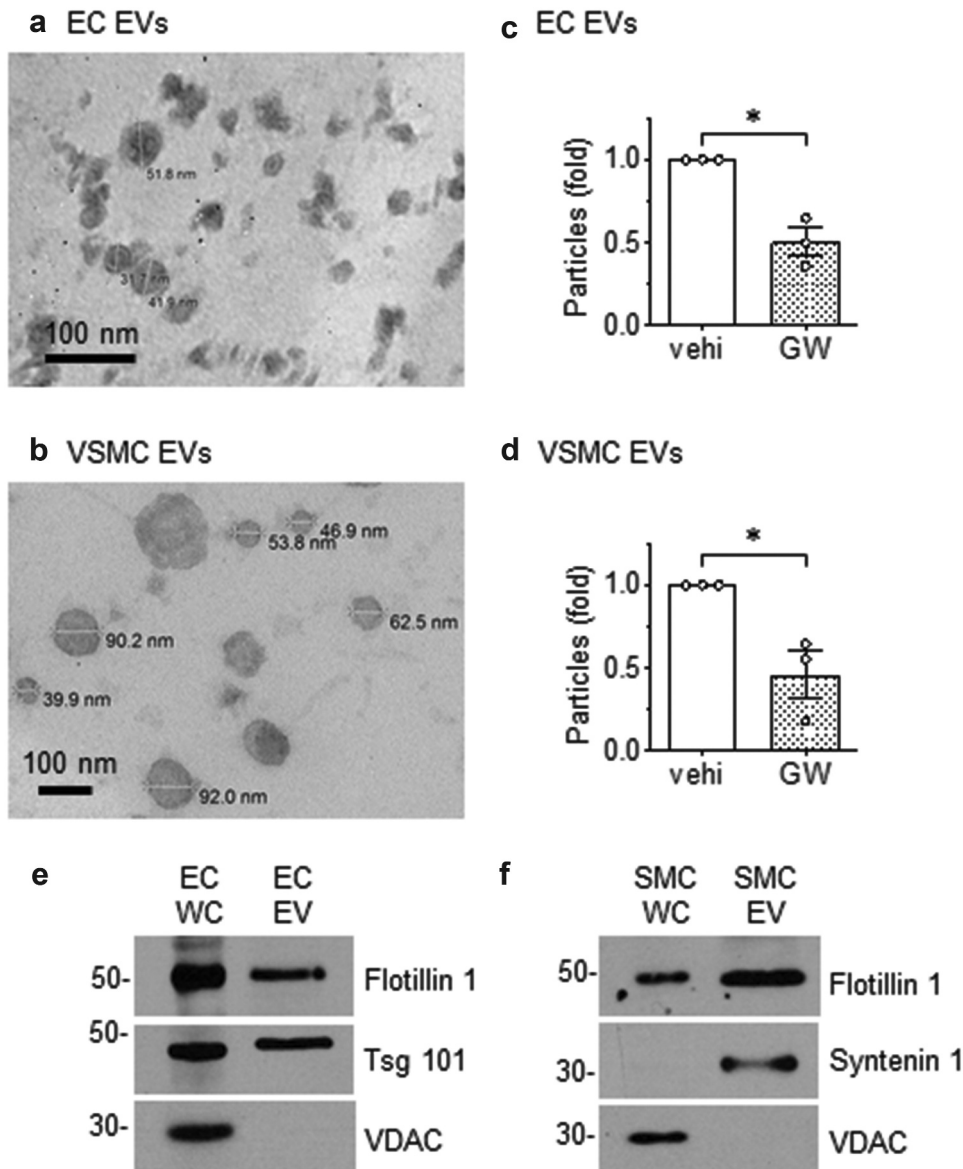 a EC EVs
51.8 nm
31.7 nm
41.9 nm
100 nm
c EC EVs
*
Particles (fold)
1.0
0.5
0.0
vehi GW
b VSMC EVs
46.9 nm
53.8 nm
62.5 nm
90.2 nm
39.9 nm
100 nm
92.0 nm
d VSMC EVs
*
Particles (fold)
1.0
0.5
0.0
vehi GW
e
EC EC
WC EV
50- Flotillin 1
50- Tsg 101
30- VDAC
f
SMC SMC
WC EV
50- Flotillin 1
30- Syntenin 1
30- VDAC